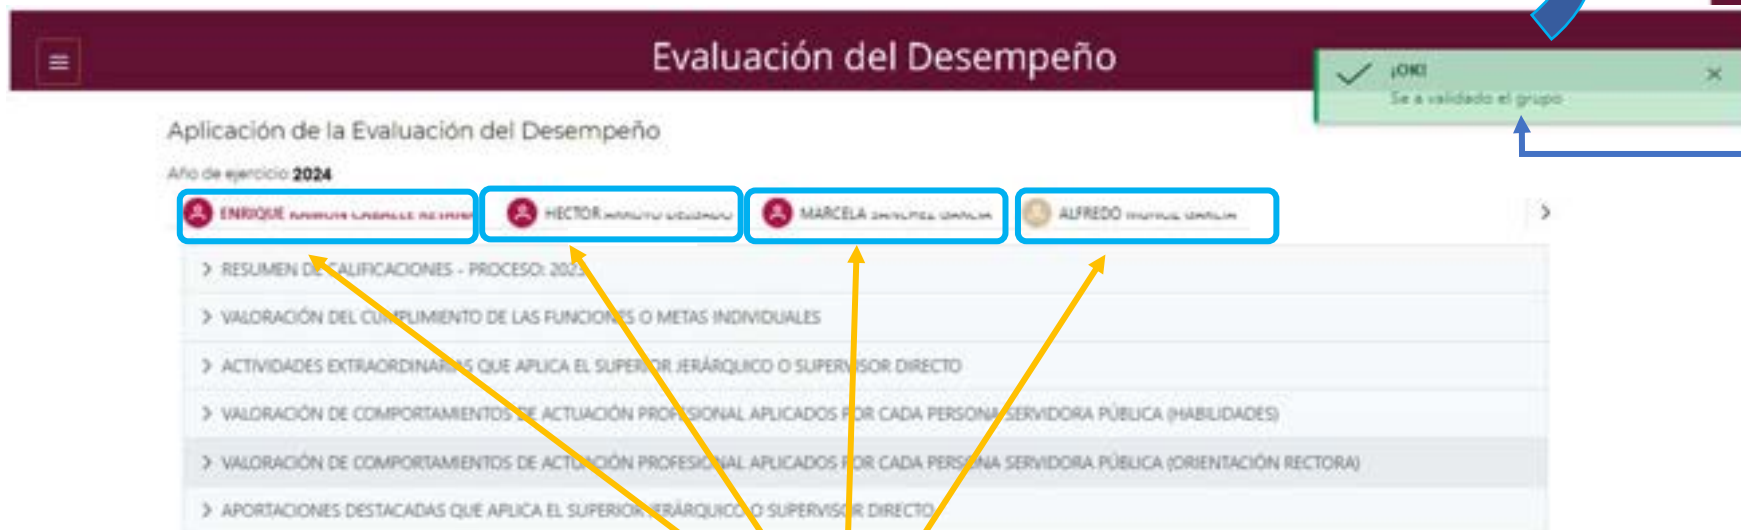 Evaluación del Desempeño
¡OK!
Se a validado el grupo
Aplicación de la Evaluación del Desempeño
Año de ejercicio 2024
ENRIQUE
HECTOR
MARCELA
ALFREDO
RESUMEN DE CALIFICACIONES - PROCESO: 2023
VALORACIÓN DEL CUMPLIMIENTO DE LAS FUNCIONES O METAS INDIVIDUALES
ACTIVIDADES EXTRAORDINARIAS QUE APLICA EL SUPERIOR JERÁRQUICO O SUPERVISOR DIRECTO
VALORACIÓN DE COMPORTAMIENTOS DE ACTUACIÓN PROFESIONAL APLICADOS POR CADA PERSONA SERVIDORA PÚBLICA (HABILIDADES)
VALORACIÓN DE COMPORTAMIENTOS DE ACTUACIÓN PROFESIONAL APLICADOS POR CADA PERSONA SERVIDORA PÚBLICA (ORIENTACIÓN RECTORA)
APORTACIONES DESTACADAS QUE APLICA EL SUPERIOR JERÁRQUICO O SUPERVISOR DIRECTO